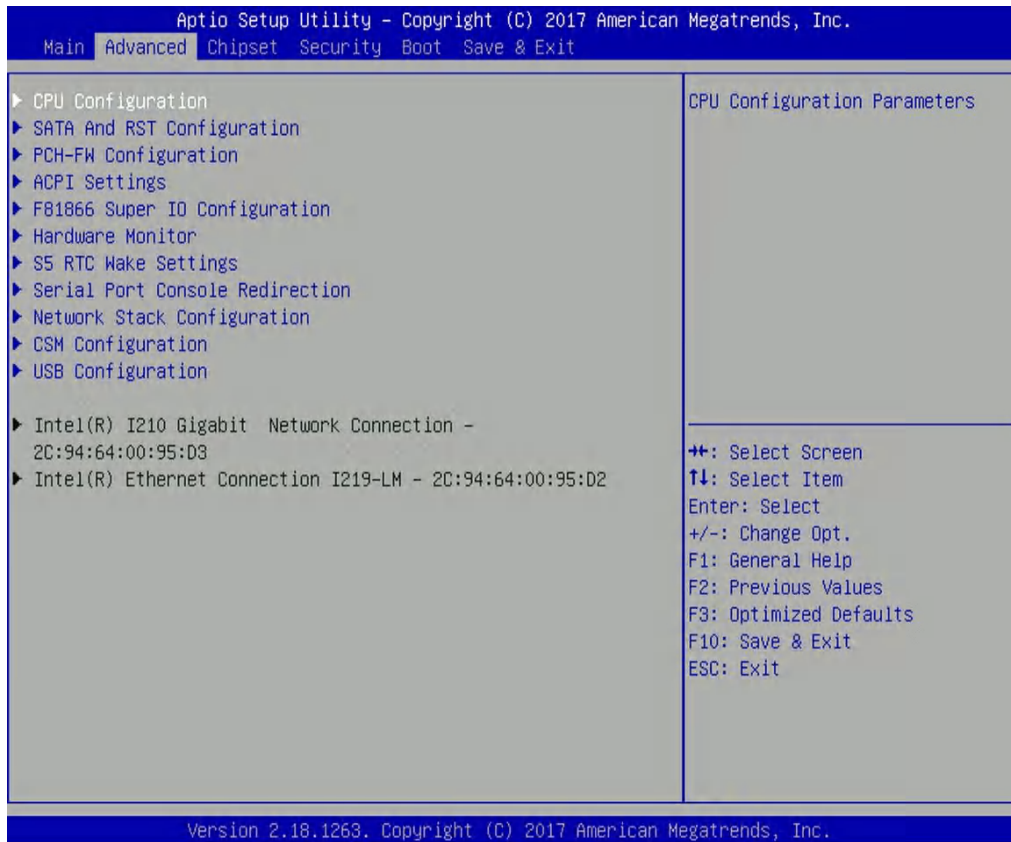 Aptio Setup Utility – Copyright (C) 2017 American Megatrends, Inc.
Main Advanced Chipset Security Boot Save & Exit
▶ CPU Configuration
▶ SATA And RST Configuration
▶ PCH-FW Configuration
▶ ACPI Settings
▶ F81866 Super IO Configuration
▶ Hardware Monitor
▶ S5 RTC Wake Settings
▶ Serial Port Console Redirection
▶ Network Stack Configuration
▶ CSM Configuration
▶ USB Configuration
▶ Intel(R) I210 Gigabit  Network Connection –
2C:94:64:00:95:D3
▶ Intel(R) Ethernet Connection I219-LM – 2C:94:64:00:95:D2
CPU Configuration Parameters
→←: Select Screen
↑↓: Select Item
Enter: Select
+/-: Change Opt.
F1: General Help
F2: Previous Values
F3: Optimized Defaults
F10: Save & Exit
ESC: Exit
Version 2.18.1263. Copyright (C) 2017 American Megatrends, Inc.